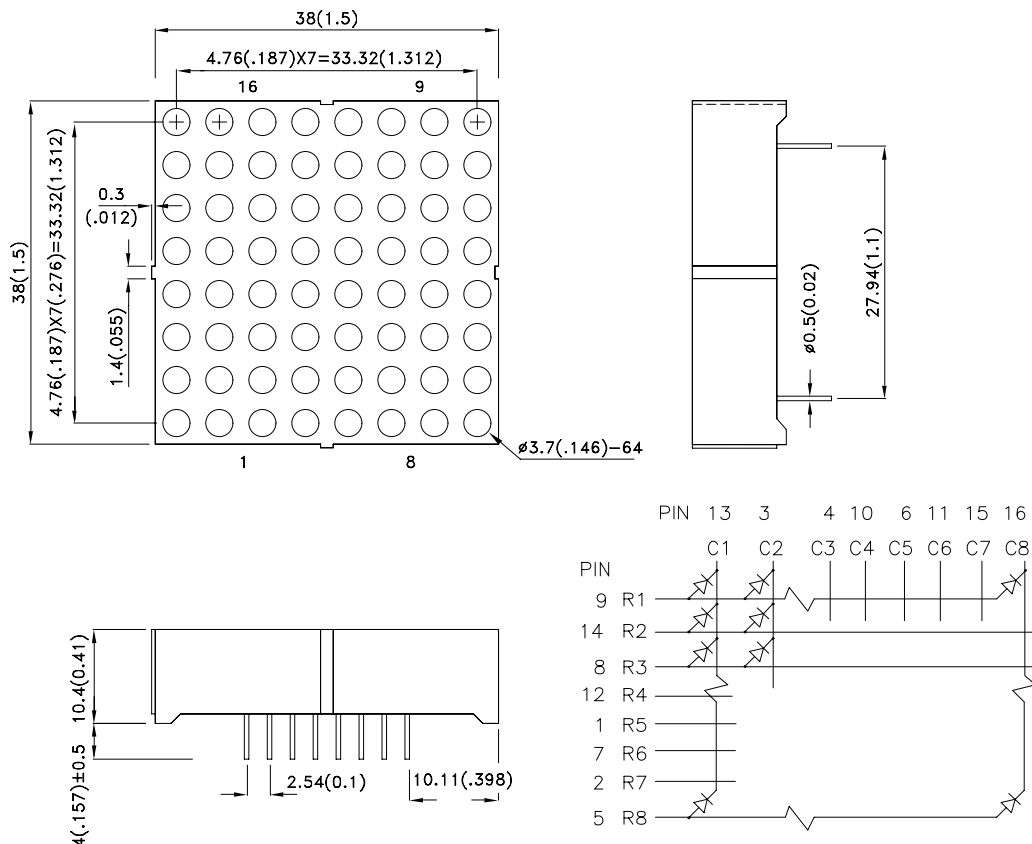 38(1.5)
4.76(.187)X7=33.32(1.312)
16 9
38(1.5)
4.76(.187)X7(.276)=33.32(1.312)
0.3
(.012)
1.4(.055)
1 8
ø3.7(.146)-64
ø0.5(0.02)
27.94(1.1)
10.4(0.41)
4(.157)±0.5
2.54(0.1)
10.11(.398)
PIN 13 3 4 10 6 11 15 16
C1 C2 C3 C4 C5 C6 C7 C8
PIN
9 R1
14 R2
8 R3
12 R4
1 R5
7 R6
2 R7
5 R8